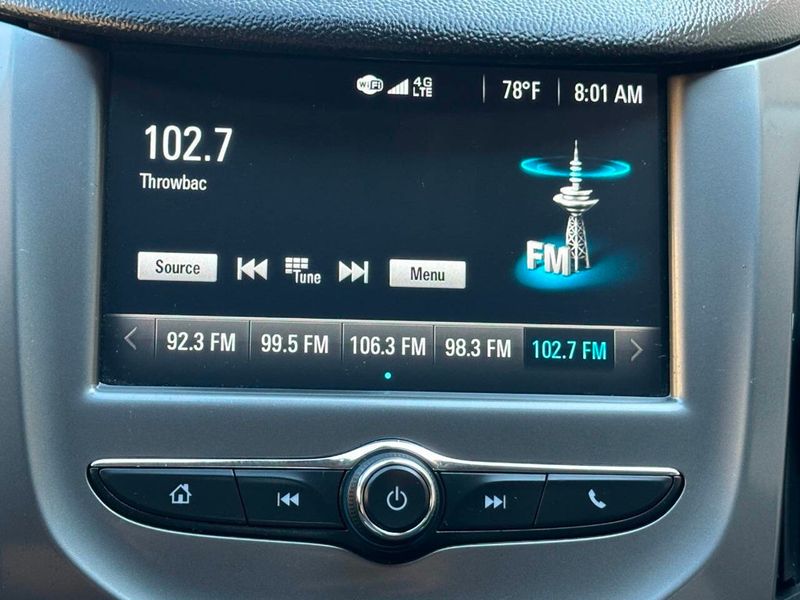 WiFi 4G LTE 78°F 8:01 AM
102.7
Throwbac
FM
Source Tune Menu
92.3 FM 99.5 FM 106.3 FM 98.3 FM 102.7 FM